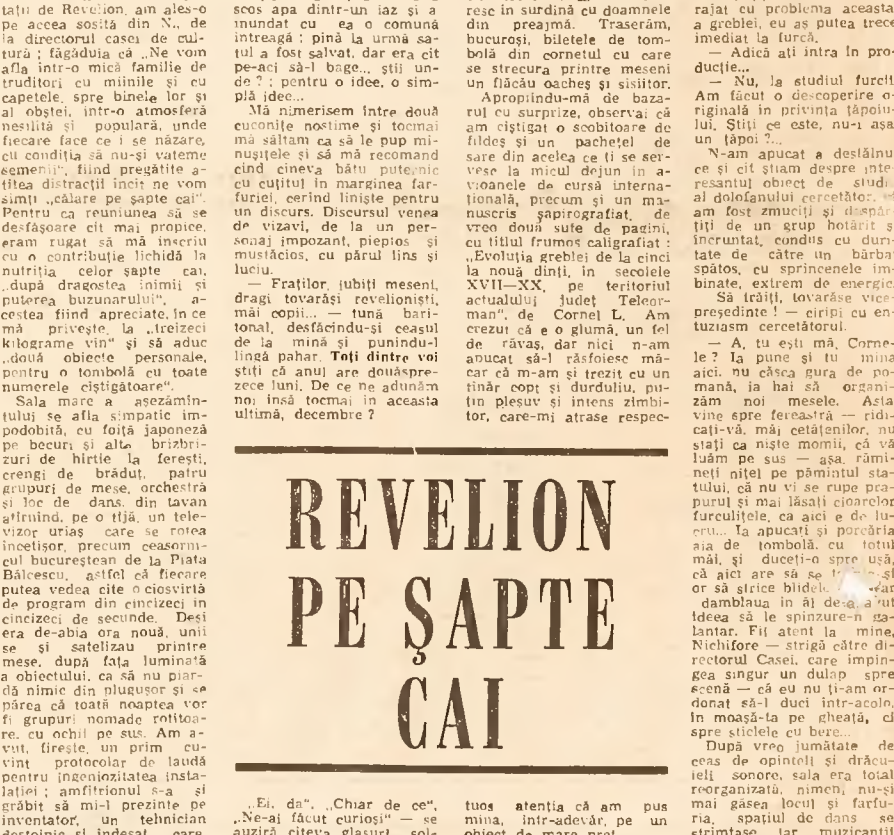 tații de Revelion, am ales-o
pe aceea sosită din N., de
la directorul casei de cul-
tură ; făgăduia că „Ne vom
afla într-o mică familie de
truditori cu mîinile și cu
capetele, spre binele lor și
al obștei, într-o atmosferă
nesilită și populară, unde
fiecare face ce i se năzare,
cu condiția să nu-și vateme
semenii", fiind pregătite a-
titea distracții încît ne vom
simți „călare pe șapte cai".
Pentru ca reuniunea să se
desfășoare cît mai propice,
eram rugat să mă înscriu
cu o contribuție lichidă la
nutriția celor șapte cai,
„după dragostea inimii și
puterea buzunarului", a-
cestea fiind apreciate, în ce
mă privește, la „treizeci
kilograme vin" și să aduc
„două obiecte personale,
pentru o tombolă cu toate
numerele cîștigătoare".
Sala mare a așezămîn-
tului se afla simpatic îm-
podobită, cu foiță japoneză
pe becuri și alte brizbri-
zuri de hîrtie la ferești,
crengi de brăduț, patru
grupuri de mese, orchestră
și loc de dans, din tavan
atîrnînd, pe o tijă, un tele-
vizor uriaș care se rotea
încetișor, precum ceasorni-
cul bucureștean de la Piața
Bălcescu, astfel că fiecare
putea vedea cîte o ciosvîrtă
de program din cincizeci în
cincizeci de secunde. Deși
era de-abia ora nouă, unii
se și satelizau printre
mese, după fața luminată
a obiectului, ca să nu piar-
dă nimic din plugușor și se
părea că toată noaptea vor
fi grupuri nomade rotitoa-
re, cu ochii pe sus. Am a-
vut, firește, un prim cu-
vînt protocolar de laudă
pentru ingeniozitatea insta-
lației ; amfitrionul s-a și
grăbit să mi-l prezinte pe
inventator, un tehnician
destoinic și îndesat, care
scos apa dintr-un iaz și a
inundat cu ea o comună
întreagă ; pînă la urmă sa-
tul a fost salvat, dar era cît
pe-aci să-l bage... știi un-
de ? ; pentru o idee, o sim-
plă idee...
Mă nimerisem între două
cuconițe nostime și tocmai
mă săltam ca să le pup mî-
nușițele și să mă recomand
cînd cineva bătu puternic
cu cuțitul în marginea far-
furiei, cerînd liniște pentru
un discurs. Discursul venea
de vizavi, de la un per-
sonaj impozant, pieptos și
mustăcios, cu părul lins și
luciu.
— Fraților, iubiți meseni,
dragi tovarăși revelioniști,
măi copii... — tună bari-
tonal, desfăcîndu-și ceasul
de la mînă și punîndu-l
lîngă pahar. Toți dintre voi
știți că anul are douăspre-
zece luni. De ce ne adunăm
noi însă tocmai în aceasta
ultimă, decembrie ?
resc în surdină cu doamnele
din preajmă. Traserăm,
bucuroși, biletele de tom-
bolă din cornetul cu care
se strecura printre meseni
un flăcău oacheș și sîsîitor.
Apropiindu-mă de baza-
rul cu surprize, observai că
am cîștigat o scobitoare de
fildeș și un pachețel de
sare din acelea ce ți se ser-
vesc la micul dejun în a-
vioanele de cursă interna-
țională, precum și un ma-
nuscris șapirografiat, de
vreo două sute de pagini,
cu titlul frumos caligrafiat :
„Evoluția greblei de la cinci
la nouă dinți, în secolele
XVII—XX, pe teritoriul
actualului județ Teleor-
man", de Cornel L. Am
crezut că e o glumă, un fel
de răvaș, dar nici n-am
apucat să-l răsfoiesc mă-
car că m-am și trezit cu un
tînăr copt și durduliu, pu-
țin pleșuv și intens zîmbi-
tor, care-mi atrase respec-
REVELION
PE ȘAPTE
CAI
„Ei, da", „Chiar de ce",
„Ne-ai făcut curioși" — se
auziră cîteva glasuri,
tuos atenția că am pus
mîna, într-adevăr, pe un
obiect de mare preț.
rajat cu problema aceasta
a greblei, eu aș putea trece
imediat la furcă.
— Adică ați intra în pro-
ducție...
— Nu, la studiul furcii.
Am făcut o descoperire o-
riginală în privința țăpoiu-
lui. Știți ce este, nu-i așa,
un țăpoi ?...
N-am apucat a destăinu
ce și cît știam despre inte-
resantul obiect de studiu
al dolofanului cercetător.
am fost zmuciți și despăr-
țiți de un grup hotărît și
încruntat, condus cu duri-
tate de către un bărbat
spătos, cu sprîncenele îm-
binate, extrem de energic.
Să trăiți, tovarășe vice-
președinte ! — ciripi cu en-
tuziasm cercetătorul.
— A, tu ești mă, Corne-
le ? Ia pune și tu mîna
aici, nu căsca gura de po-
mană, ia hai să organi-
zăm noi mesele. Asta
vine spre fereastră — ridi-
cați-vă, măi cetățenilor, nu
stați ca niște momîi, că vă
luăm pe sus — așa, rămî-
neți nițel pe pămîntul sta-
tului, că nu vi se rupe pra-
purul și mai lăsați cioarelor
furculițele, ca aici e de lu-
cru... Ia apucați și porcăria
aia de tombolă, cu totul
măi, și duceți-o spre ușă,
că aici are să se
or să strice blidele
damblaua în ăl de-a avut
ideea să le spînzure-n ga-
lantar. Fii atent la mine,
Nichifore — strigă către di-
rectorul Casei, care împin-
gea singur un dulap spre
scenă — că eu nu ți-am or-
donat să-l duci într-acolo,
în moașă-ta pe gheață, ci
spre sticlele cu bere...
După vreo jumătate de
ceas de opinteli și drăcu-
ieli sonore, sala era total
reorganizată, nimeni nu-și
mai găsea locul și farfu-
ria, spațiul de dans se
strîmtase, iar muzicanții